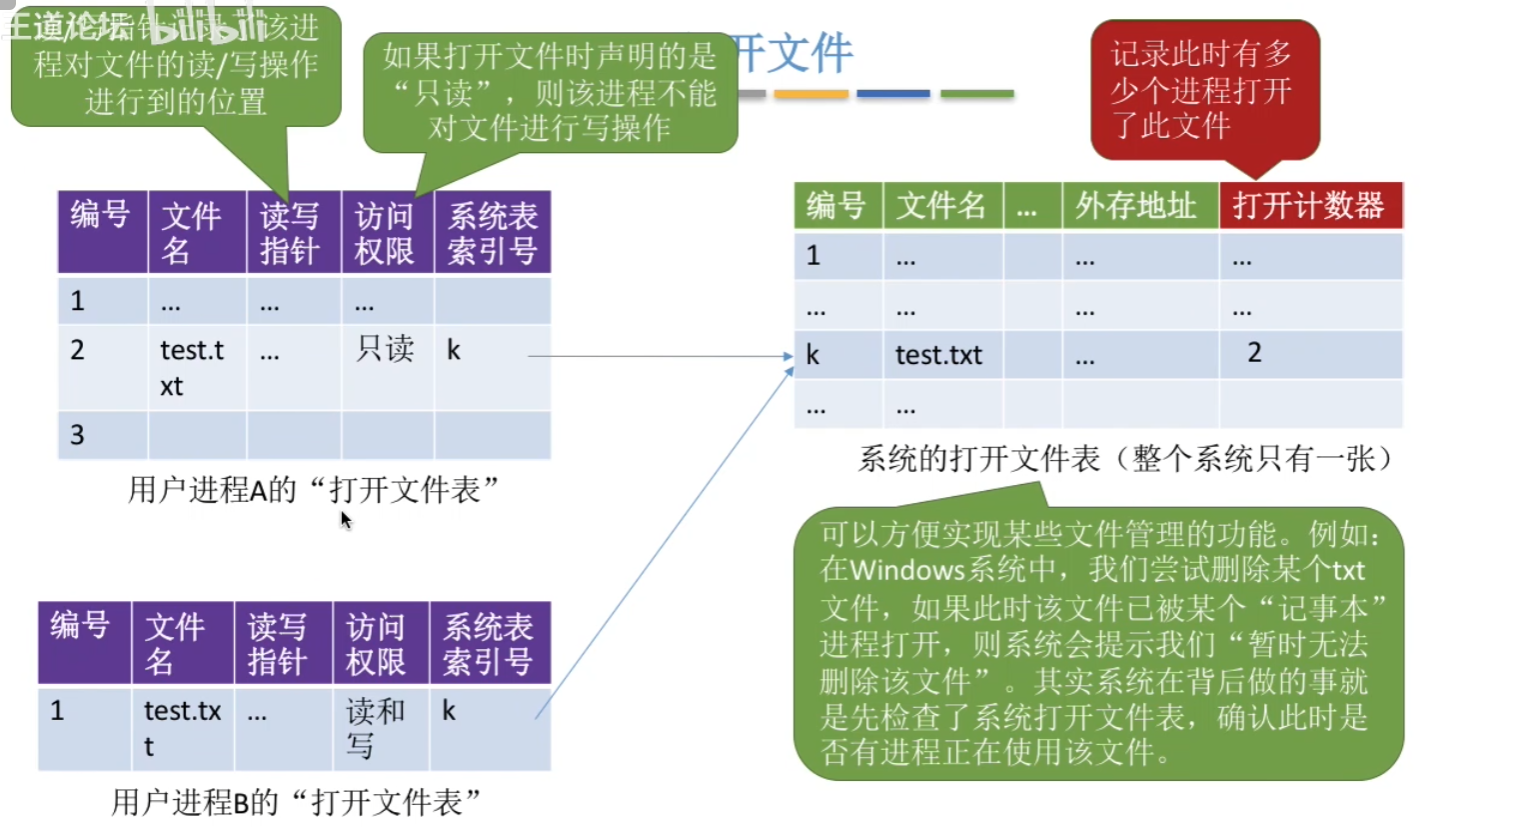 王道论坛
bilibili
该进
程对文件的读/写操作
进行到的位置
如果打开文件时声明的是
“只读”，则该进程不能
对文件进行写操作
开文件
记录此时有多
少个进程打开
了此文件
编号 文件名 读写指针 访问权限 系统表索引号
1 ... ... ...
2 test.txt ... 只读 k
3
用户进程A的“打开文件表”
编号 文件名 ... 外存地址 打开计数器
1 ... ... ...
... ... ... ...
k test.txt ... 2
... ...
系统的打开文件表（整个系统只有一张）
可以方便实现某些文件管理的功能。例如：
在Windows系统中，我们尝试删除某个txt
文件，如果此时该文件已被某个“记事本”
进程打开，则系统会提示我们“暂时无法
删除该文件”。其实系统在背后做的事就
是先检查了系统打开文件表，确认此时是
否有进程正在使用该文件。
编号 文件名 读写指针 访问权限 系统表索引号
1 test.txt ... 读和写 k
用户进程B的“打开文件表”